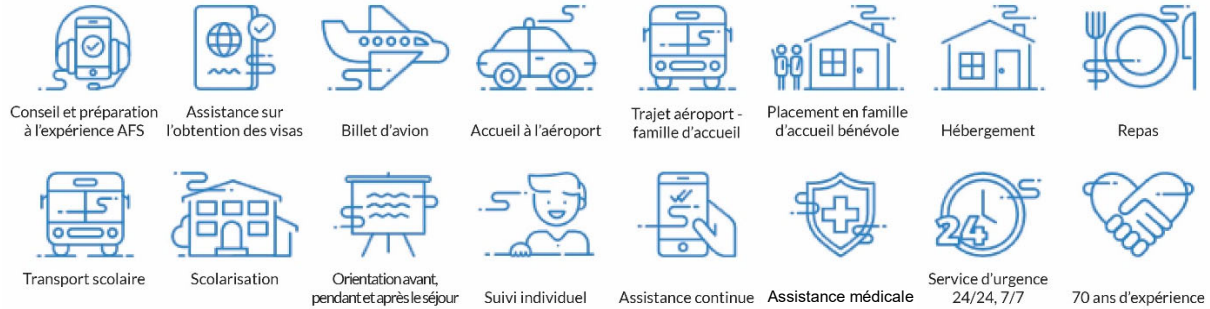 Conseil et préparation
à l'expérience AFS
Assistance sur
l'obtention des visas
Billet d'avion
Accueil à l'aéroport
Trajet aéroport -
famille d'accueil
Placement en famille
d'accueil bénévole
Hébergement
Repas
Transport scolaire
Scolarisation
Orientation avant,
pendant et après le séjour
Suivi individuel
Assistance continue
Assistance médicale
24
Service d'urgence
24/24, 7/7
70 ans d'expérience